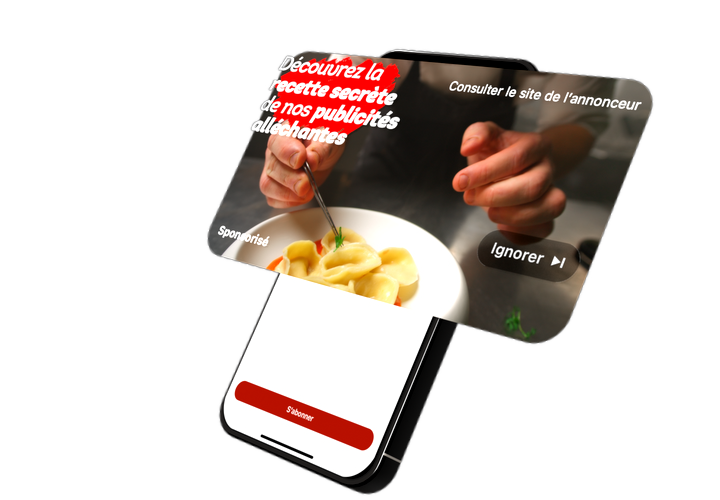 Découvrez la
recette secrète
de nos publicités
alléchantes
Consulter le site de l'annonceur
Sponsorisé
Ignorer
S'abonner